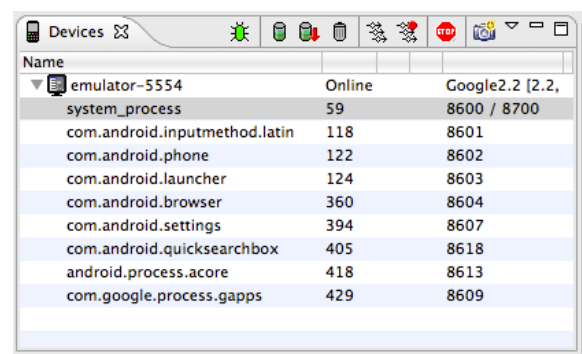 Devices
STOP
Name
emulator-5554 Online Google2.2 [2.2,
system_process 59 8600 / 8700
com.android.inputmethod.latin 118 8601
com.android.phone 122 8602
com.android.launcher 124 8603
com.android.browser 360 8604
com.android.settings 394 8607
com.android.quicksearchbox 405 8618
android.process.acore 418 8613
com.google.process.gapps 429 8609